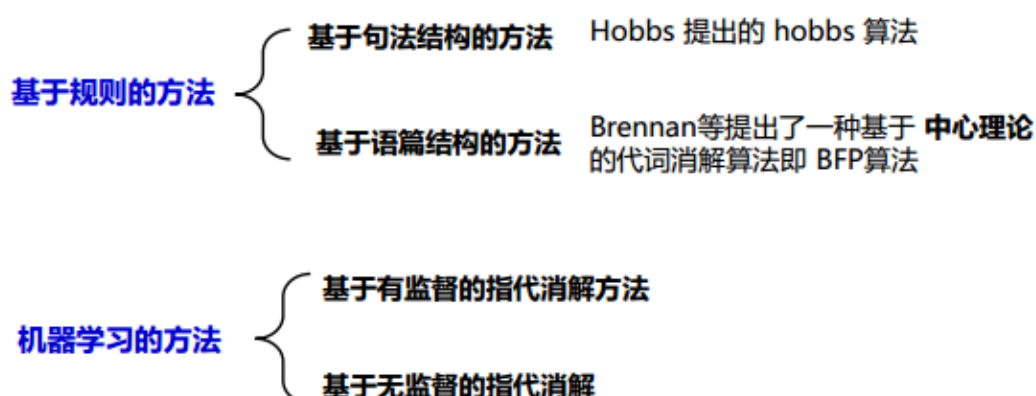 基于规则的方法
基于句法结构的方法 Hobbs 提出的 hobbs 算法
基于语篇结构的方法 Brennan等提出了一种基于 中心理论
的代词消解算法即 BFP算法
机器学习的方法
基于有监督的指代消解方法
基于无监督的指代消解